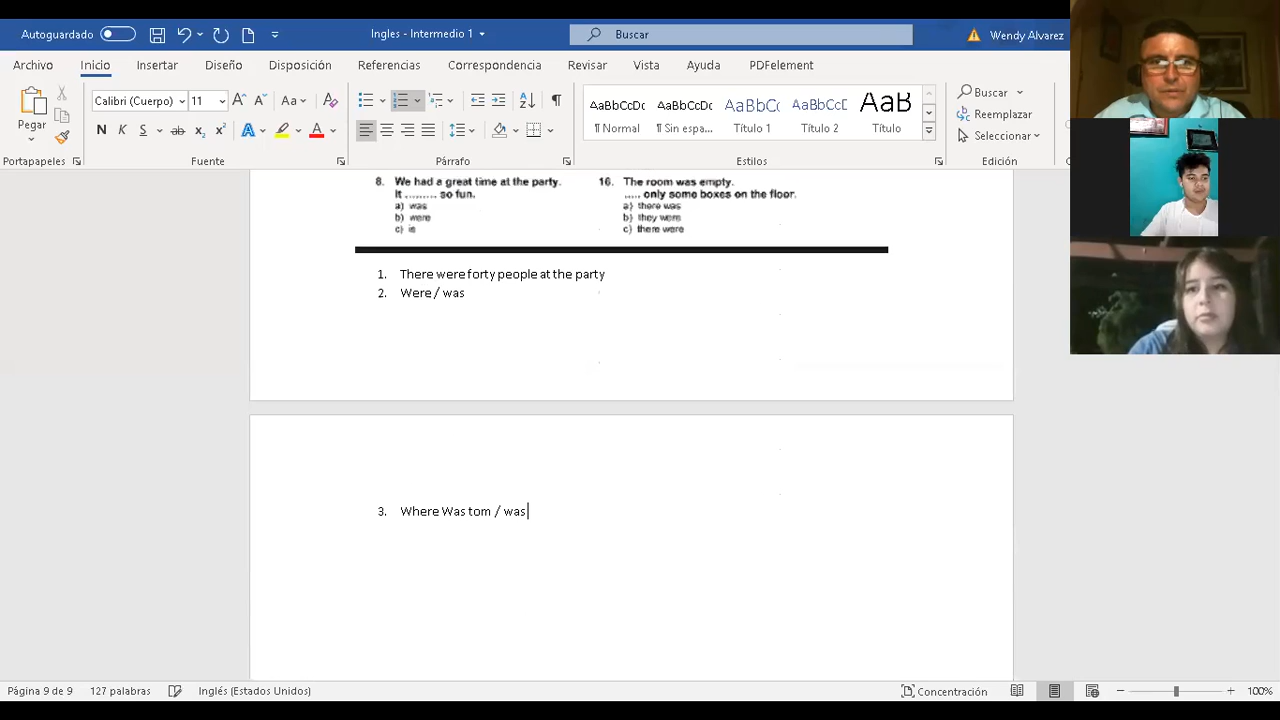 Autoguardado
Ingles - Intermedio 1
Buscar
Wendy Alvarez
Archivo Inicio Insertar Diseño Disposición Referencias Correspondencia Revisar Vista Ayuda PDFelement
Pegar
Calibri (Cuerpo) 11
Aa
N K S ab x₂ x²
A A
AaBbCcDc AaBbCcDc AaBbCc AaBbCcD AaB
¶ Normal ¶ Sin espa... Título 1 Título 2 Título
Buscar
Reemplazar
Seleccionar
Portapapeles Fuente Párrafo Estilos Edición
8. We had a great time at the party.
It ......... so fun.
a) was
b) were
c) is
16. The room was empty.
..... only some boxes on the floor.
a) there was
b) they were
c) there were
1. There were forty people at the party
2. Were / was
3. Where Was tom / was
Página 9 de 9 127 palabras Inglés (Estados Unidos) Concentración 100%